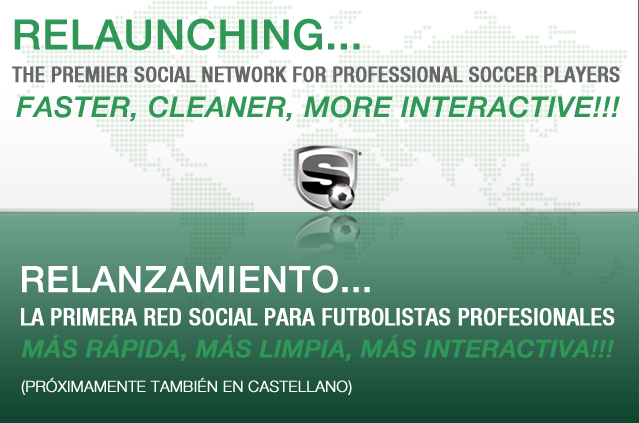 RELAUNCHING...
THE PREMIER SOCIAL NETWORK FOR PROFESSIONAL SOCCER PLAYERS
FASTER, CLEANER, MORE INTERACTIVE!!!
S
RELANZAMIENTO...
LA PRIMERA RED SOCIAL PARA FUTBOLISTAS PROFESIONALES
MÁS RÁPIDA, MÁS LIMPIA, MÁS INTERACTIVA!!!
(PRÓXIMAMENTE TAMBIÉN EN CASTELLANO)